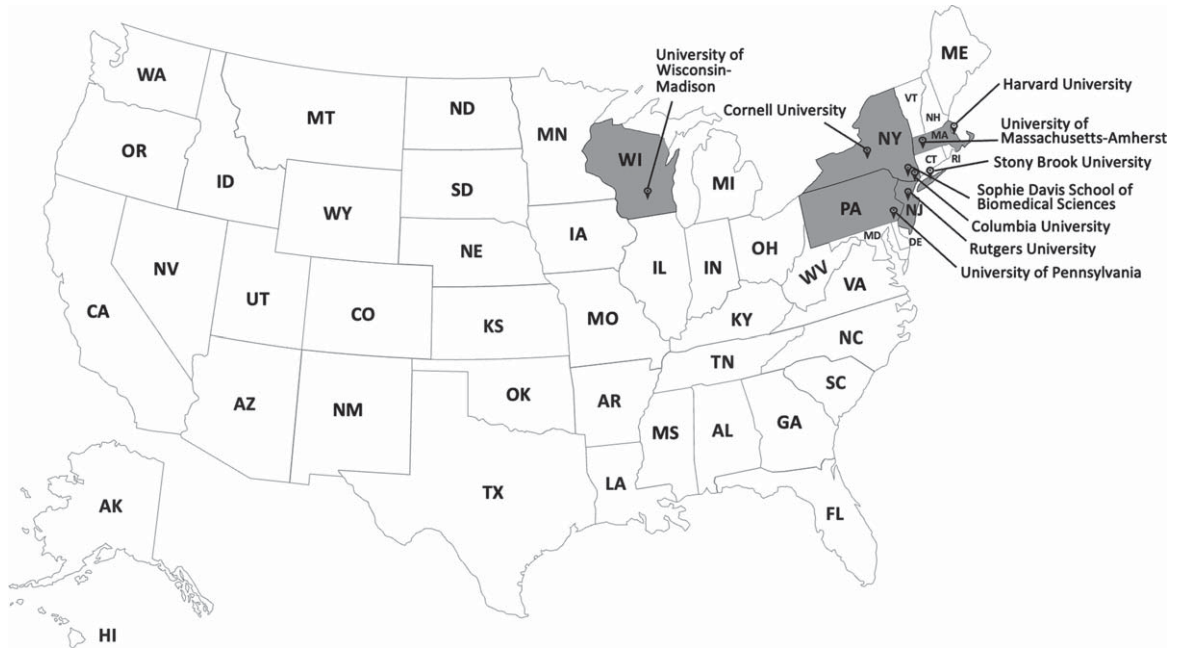 ME
WA
University of
Wisconsin-
Madison
Harvard University
VT
MT
ND
Cornell University
NH
MN
NY
University of
Massachusetts-Amherst
MA
OR
WI
CT
RI
Stony Brook University
ID
SD
MI
Sophie Davis School of
Biomedical Sciences
WY
PA
NJ
Columbia University
IA
MD
DE
Rutgers University
NE
OH
NV
IL
IN
WV
University of Pennsylvania
VA
UT
CA
CO
KS
MO
KY
NC
TN
SC
AZ
NM
OK
AR
GA
MS
AL
LA
TX
AK
FL
HI